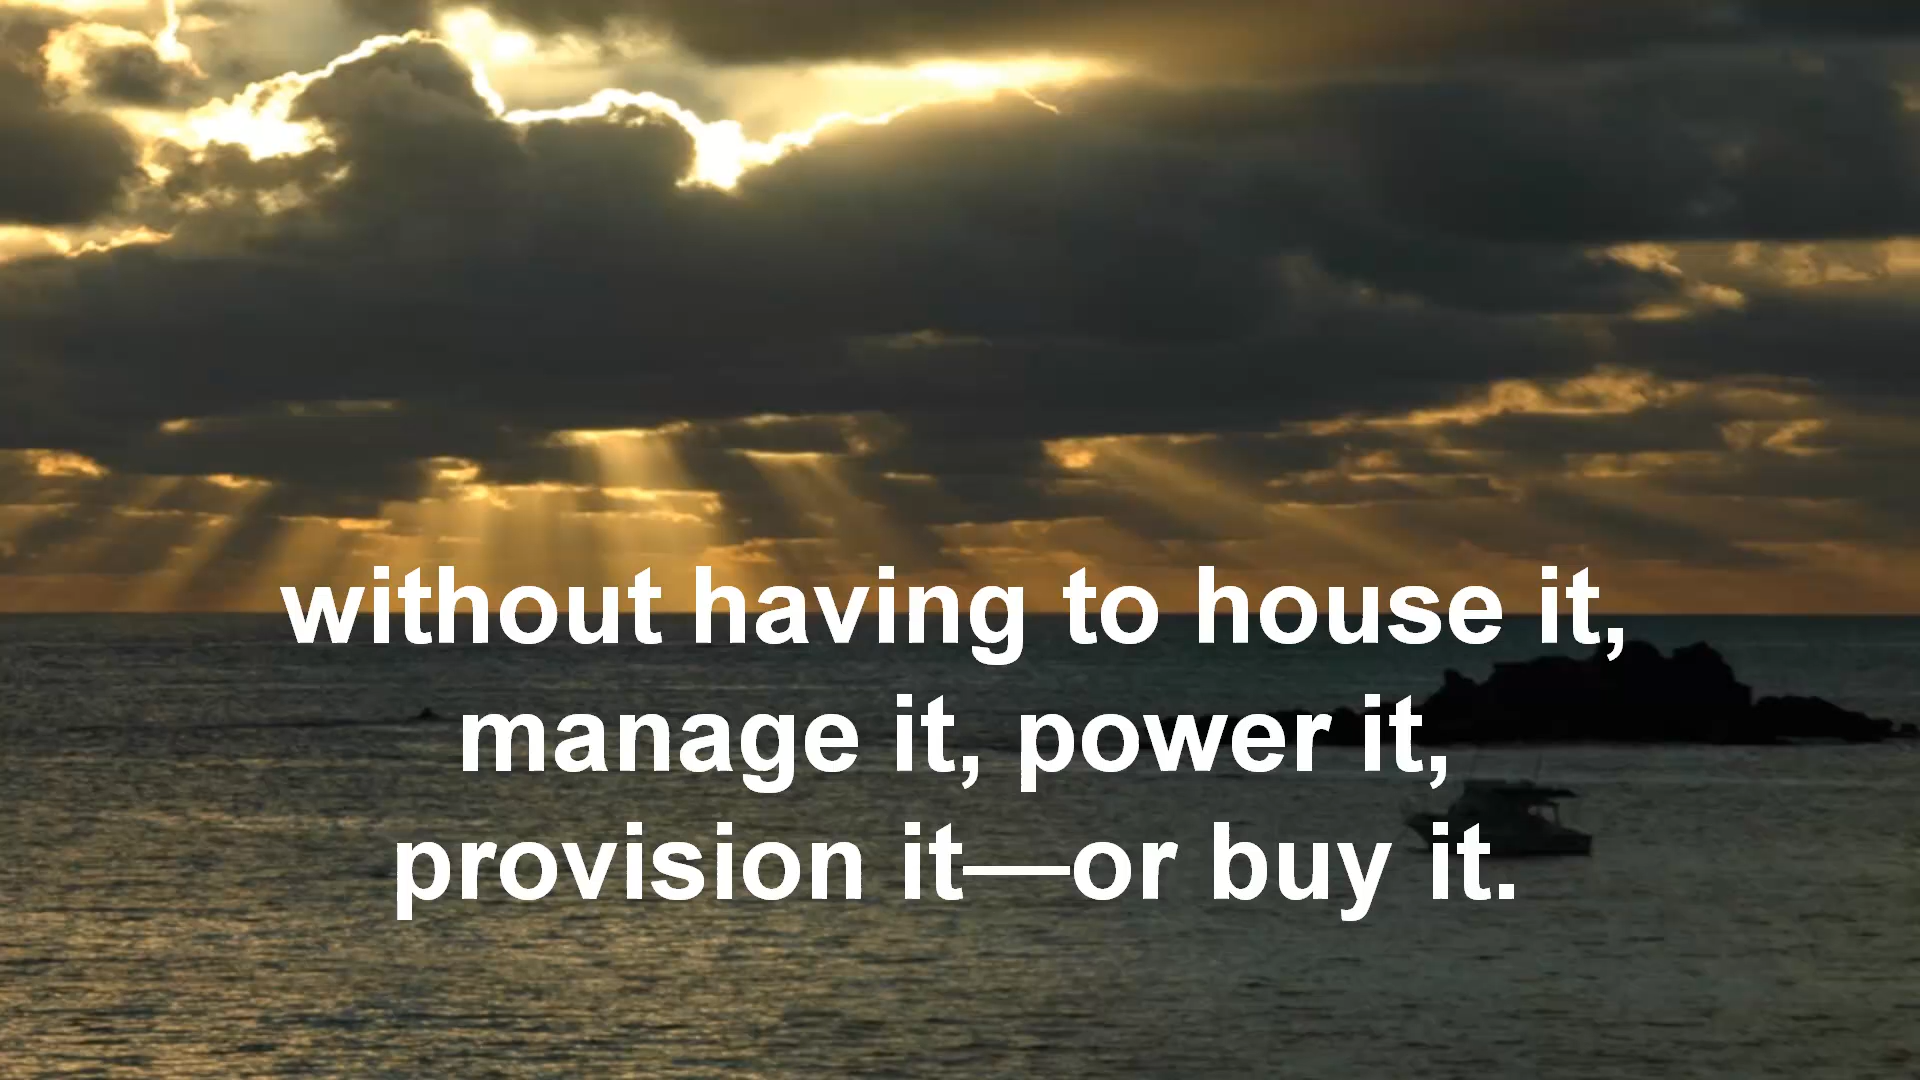 without having to house it,
manage it, power it,
provision it—or buy it.